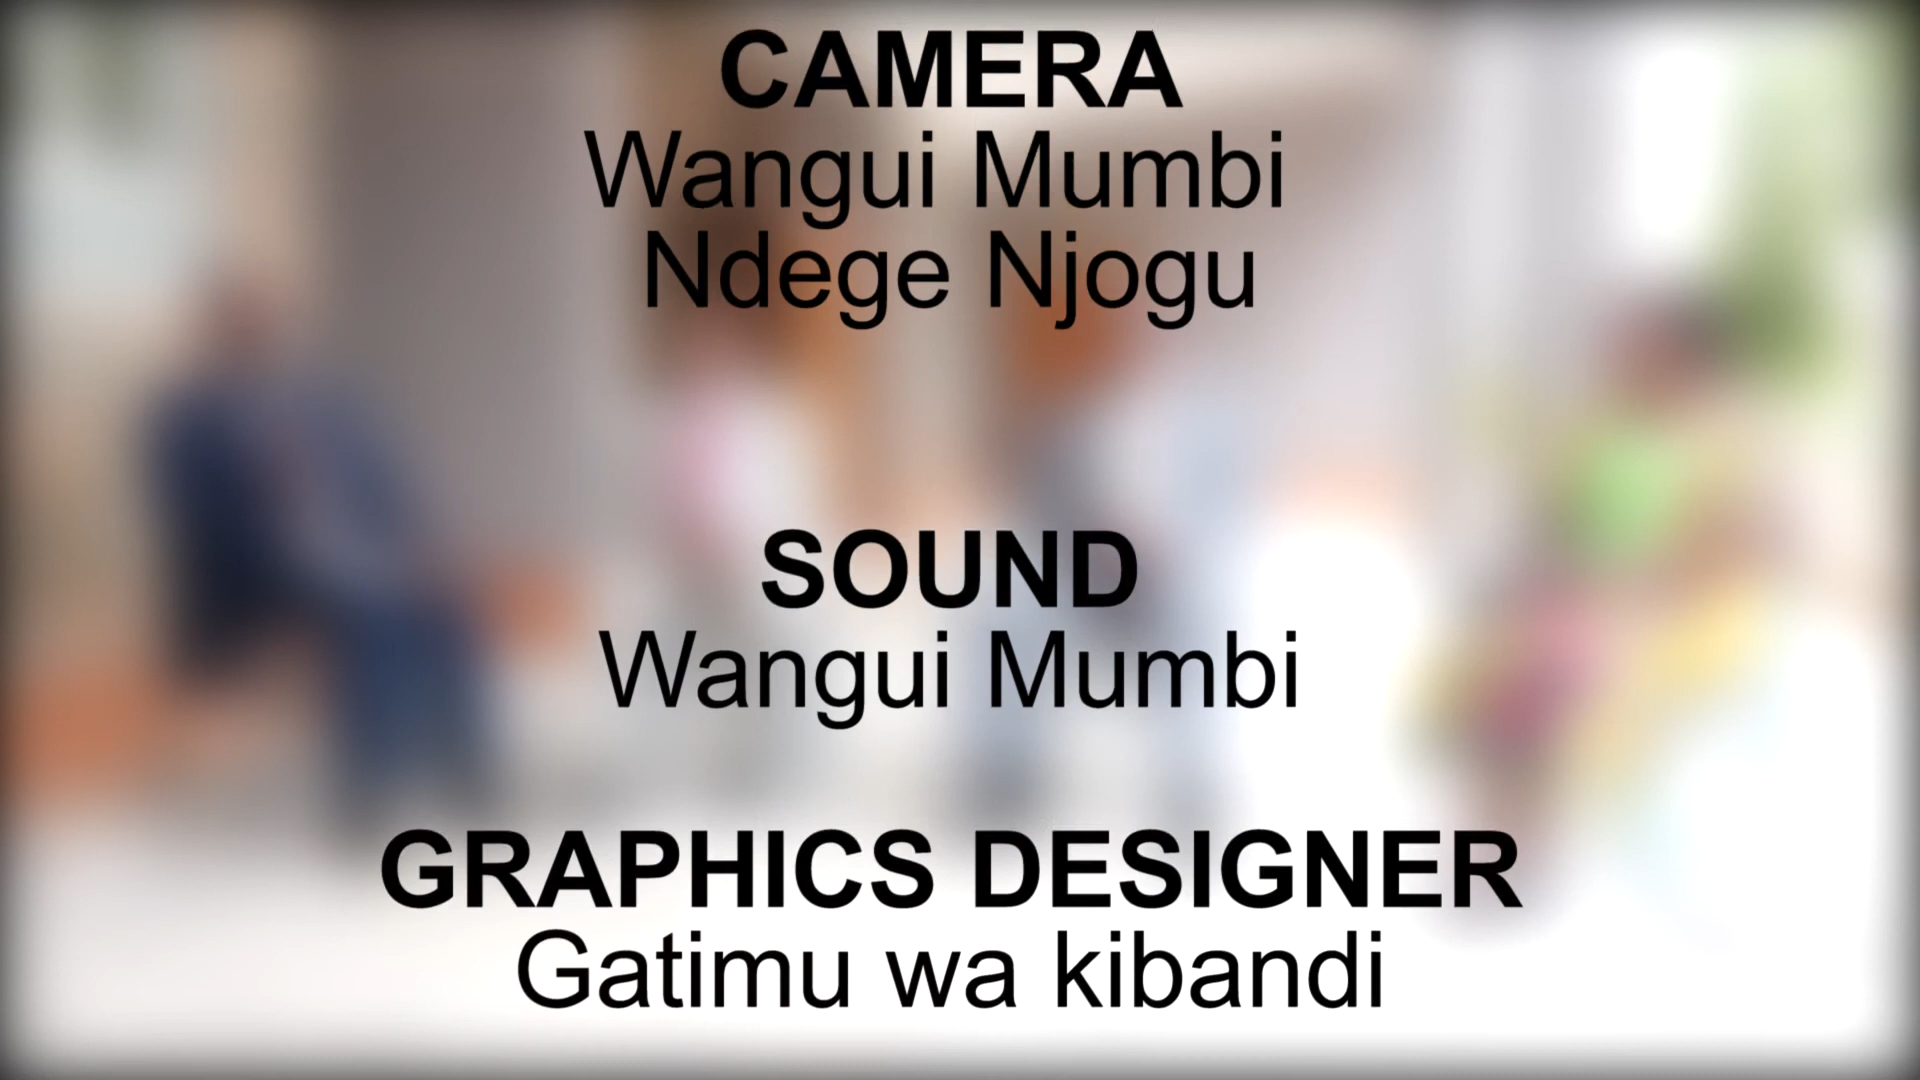 CAMERA
Wangui Mumbi
Ndege Njogu
SOUND
Wangui Mumbi
GRAPHICS DESIGNER
Gatimu wa kibandi